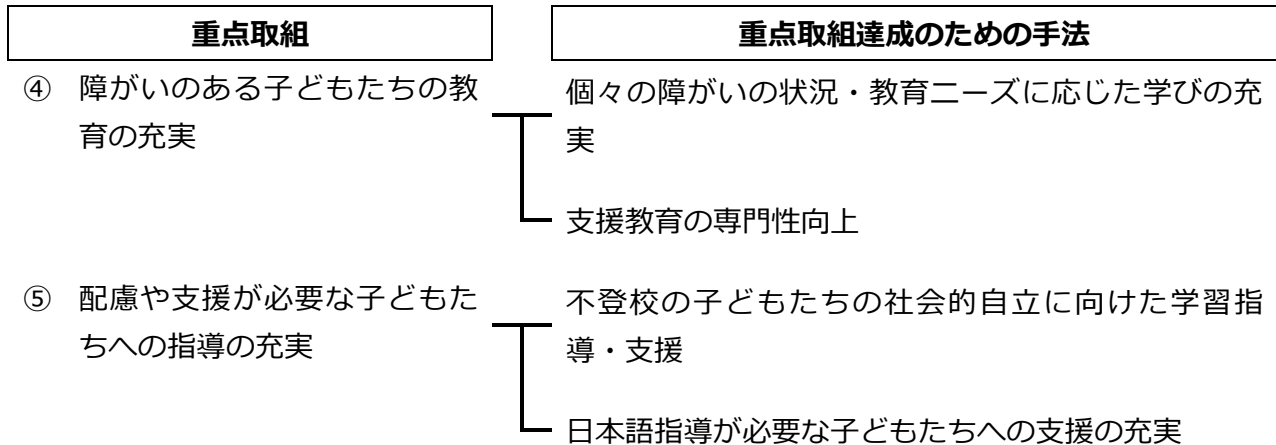 重点取組
重点取組達成のための手法
④ 障がいのある子どもたちの教
育の充実
個々の障がいの状況・教育ニーズに応じた学びの充
実
支援教育の専門性向上
⑤ 配慮や支援が必要な子どもた
ちへの指導の充実
不登校の子どもたちの社会的自立に向けた学習指
導・支援
日本語指導が必要な子どもたちへの支援の充実